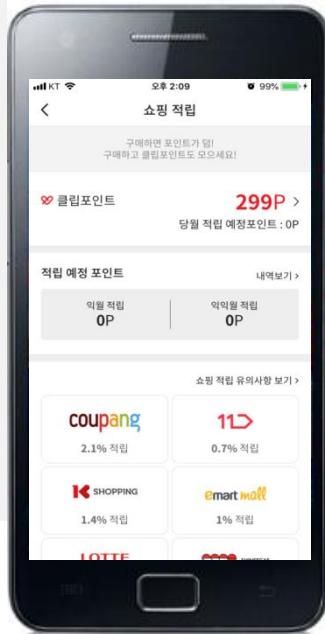 KT 오후 2:09 99%
쇼핑 적립
구매하면 포인트가 덤!
구매하고 클립포인트도 모으세요!
클립포인트 299P >
당월 적립 예정포인트 : 0P
적립 예정 포인트 내역보기 >
익월 적립 익익월 적립
0P 0P
쇼핑 적립 유의사항 보기 >
coupang 11
2.1% 적립 0.7% 적립
K SHOPPING emart mall
1.4% 적립 1% 적립
LOTTE